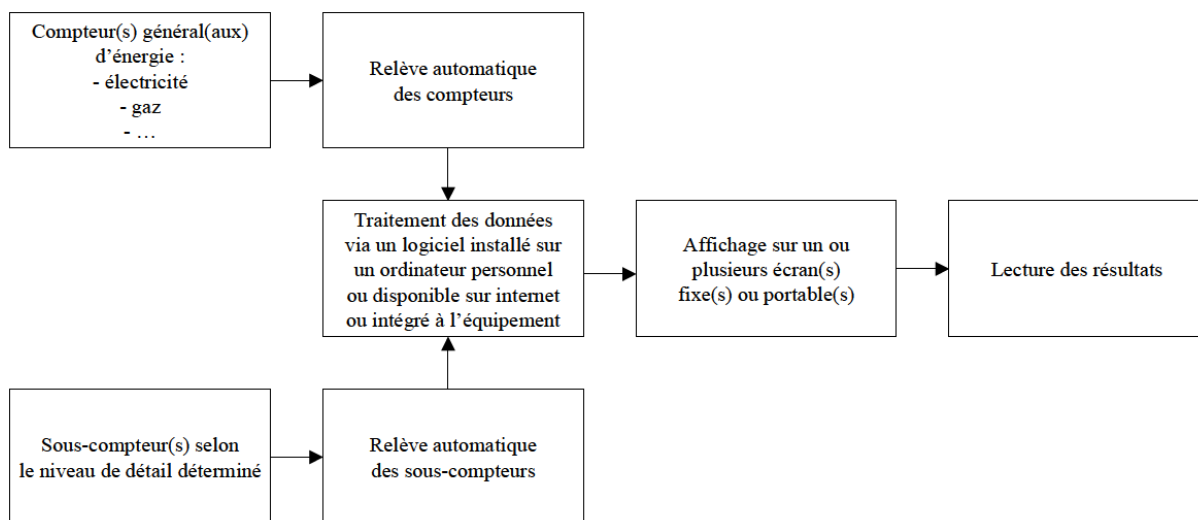 Compteur(s) général(aux)
d’énergie :
- électricité
- gaz
- …
Relève automatique
des compteurs
Traitement des données
via un logiciel installé sur
un ordinateur personnel
ou disponible sur internet
ou intégré à l’équipement
Affichage sur un ou
plusieurs écran(s)
fixe(s) ou portable(s)
Lecture des résultats
Sous-compteur(s) selon
le niveau de détail déterminé
Relève automatique
des sous-compteurs